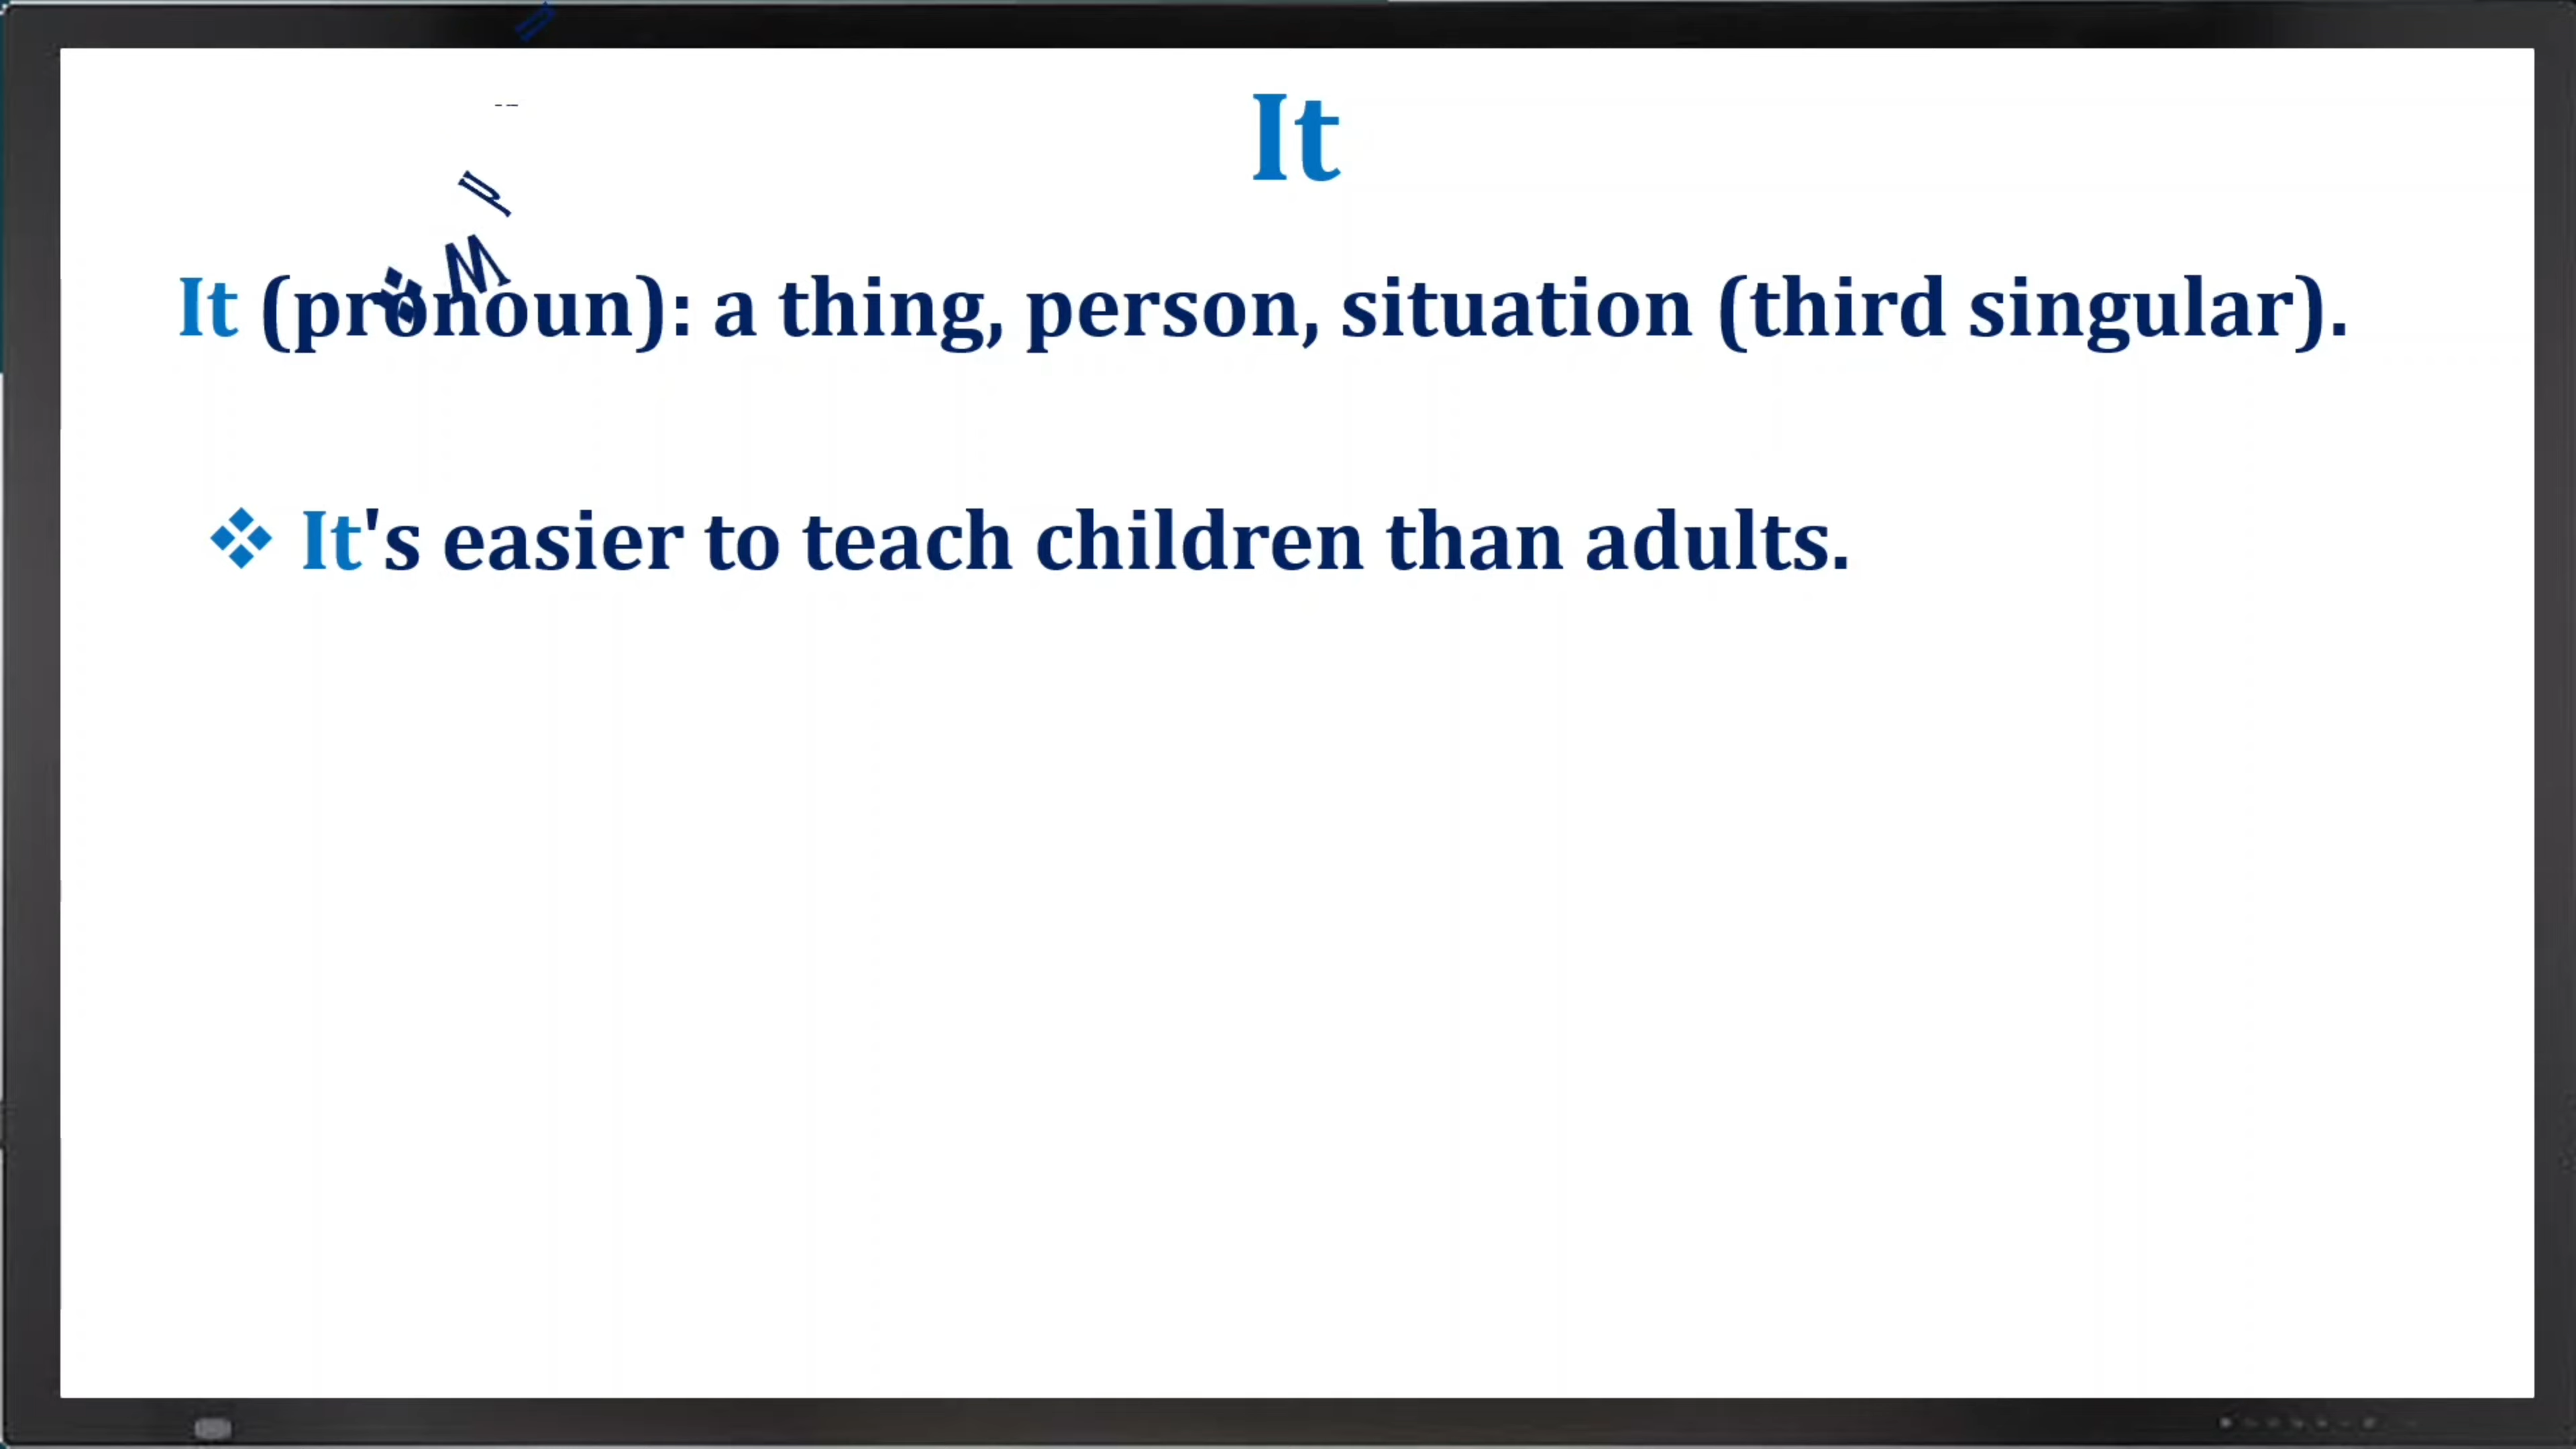 It
It (pronoun): a thing, person, situation (third singular).
❖ It's easier to teach children than adults.